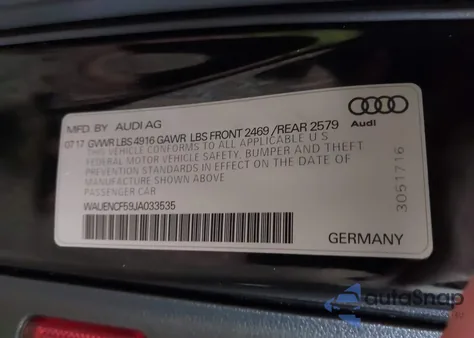 MFD. BY AUDI AG
07 17 GVWR LBS 4916 GAWR LBS FRONT 2469 /REAR 2579
THIS VEHICLE CONFORMS TO ALL APPLICABLE U S
FEDERAL MOTOR VEHICLE SAFETY, BUMPER AND THEFT
PREVENTION STANDARDS IN EFFECT ON THE DATE OF
MANUFACTURE SHOWN ABOVE
PASSENGER CAR
WAUENCF59JA033535
Audi
3051716
GERMANY
autoSnap